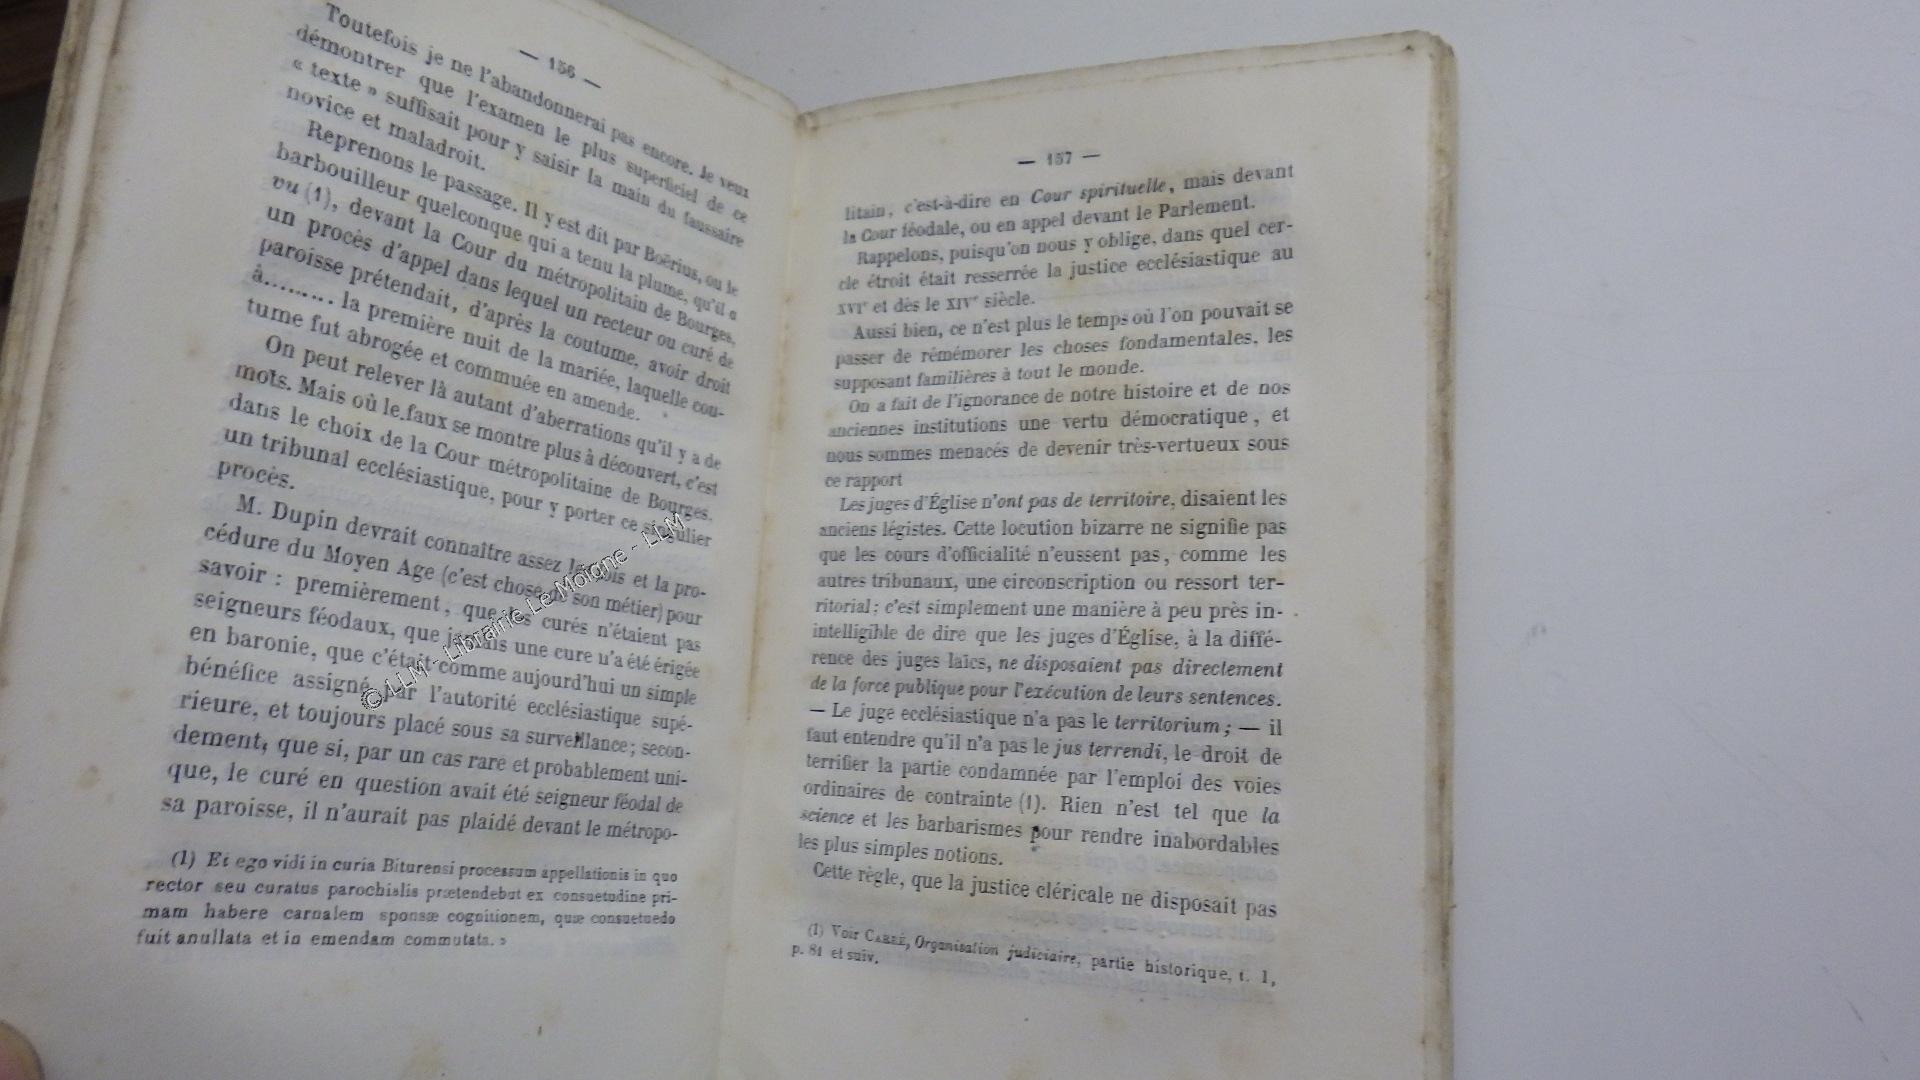 — 156 —
Toutefois je ne l'abandonnerai pas encore. Je veux
démontrer que l'examen le plus superficiel de ce
« texte » suffisait pour y saisir la main du faussaire
novice et maladroit.
Reprenons le passage. Il y est dit par Boërius, ou le
barbouilleur quelconque qui a tenu la plume, qu'il a
vu (1), devant la Cour du métropolitain de Bourges,
un procès d'appel dans lequel un recteur ou curé de
paroisse prétendait, d'après la coutume, avoir droit
à......... la première nuit de la mariée, laquelle cou-
tume fut abrogée et commuée en amende.
On peut relever là autant d'aberrations qu'il y a de
mots. Mais où le faux se montre plus à découvert, c'est
dans le choix de la Cour métropolitaine de Bourges,
un tribunal ecclésiastique, pour y porter ce singulier
procès.
M. Dupin devrait connaître assez les lois et la pro-
cédure du Moyen Age (c'est chose de son métier) pour
savoir : premièrement, que les curés n'étaient pas
seigneurs féodaux, que jamais une cure n'a été érigée
en baronie, que c'était comme aujourd'hui un simple
bénéfice assigné par l'autorité ecclésiastique supé-
rieure, et toujours placé sous sa surveillance; secon-
dement, que si, par un cas rare et probablement uni-
que, le curé en question avait été seigneur féodal de
sa paroisse, il n'aurait pas plaidé devant le métropo-
(1) Et ego vidi in curia Biturensi processum appellationis in quo
rector seu curatus parochialis prætendebat ex consuetudine pri-
mam habere carnalem sponsæ cognitionem, quæ consuetuedo
fuit anullata et in emendam commutata. »
© LLM - Librairie Le Moigne - LLM
— 157 —
litain, c'est-à-dire en Cour spirituelle, mais devant
la Cour féodale, ou en appel devant le Parlement.
Rappelons, puisqu'on nous y oblige, dans quel cer-
cle étroit était resserrée la justice ecclésiastique au
XVIe et dès le XIVe siècle.
Aussi bien, ce n'est plus le temps où l'on pouvait se
passer de rémémorer les choses fondamentales, les
supposant familières à tout le monde.
On a fait de l'ignorance de notre histoire et de nos
anciennes institutions une vertu démocratique, et
nous sommes menacés de devenir très-vertueux sous
ce rapport
Les juges d'Église n'ont pas de territoire, disaient les
anciens légistes. Cette locution bizarre ne signifie pas
que les cours d'officialité n'eussent pas, comme les
autres tribunaux, une circonscription ou ressort ter-
ritorial; c'est simplement une manière à peu près in-
intelligible de dire que les juges d'Église, à la diffé-
rence des juges laïcs, ne disposaient pas directement
de la force publique pour l'exécution de leurs sentences.
— Le juge ecclésiastique n'a pas le territorium; — il
faut entendre qu'il n'a pas le jus terrendi, le droit de
terrifier la partie condamnée par l'emploi des voies
ordinaires de contrainte (1). Rien n'est tel que la
science et les barbarismes pour rendre inabordables
les plus simples notions.
Cette règle, que la justice cléricale ne disposait pas
(1) Voir CARRÉ, Organisation judiciaire, partie historique, t. 1,
p. 81 et suiv.